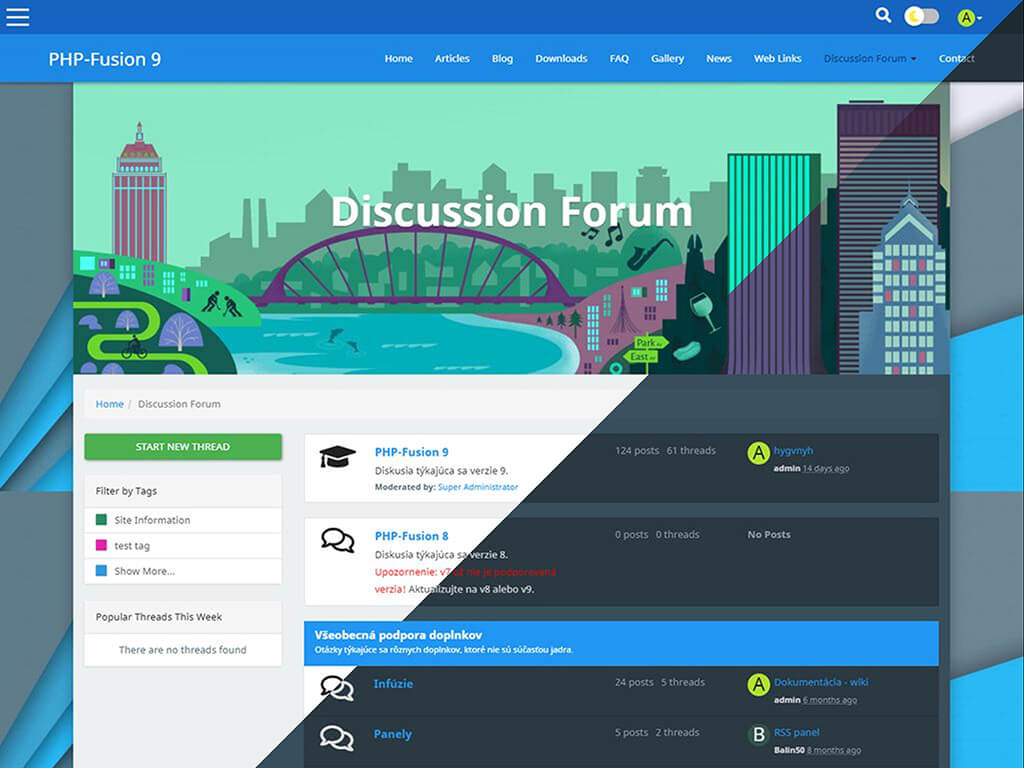 A
PHP-Fusion 9
Home Articles Blog Downloads FAQ Gallery News Web Links Discussion Forum Contact
Discussion Forum
Park
East
Home / Discussion Forum
START NEW THREAD
Filter by Tags
Site Information
test tag
Show More...
Popular Threads This Week
There are no threads found
PHP-Fusion 9
Diskusia týkajúca sa verzie 9.
Moderated by: Super Administrator
124 posts 61 threads
A hygvnyh
admin 14 days ago
PHP-Fusion 8
Diskusia týkajúca sa verzie 8.
Upozornenie: v7 už nie je podporovaná
verzia! Aktualizujte na v8 alebo v9.
0 posts 0 threads
No Posts
Všeobecná podpora doplnkov
Otázky týkajúce sa rôznych doplnkov, ktoré nie sú súčasťou jadra.
Infúzie
24 posts 5 threads
A Dokumentácia - wiki
admin 6 months ago
Panely
5 posts 2 threads
B RSS panel
Balin50 8 months ago